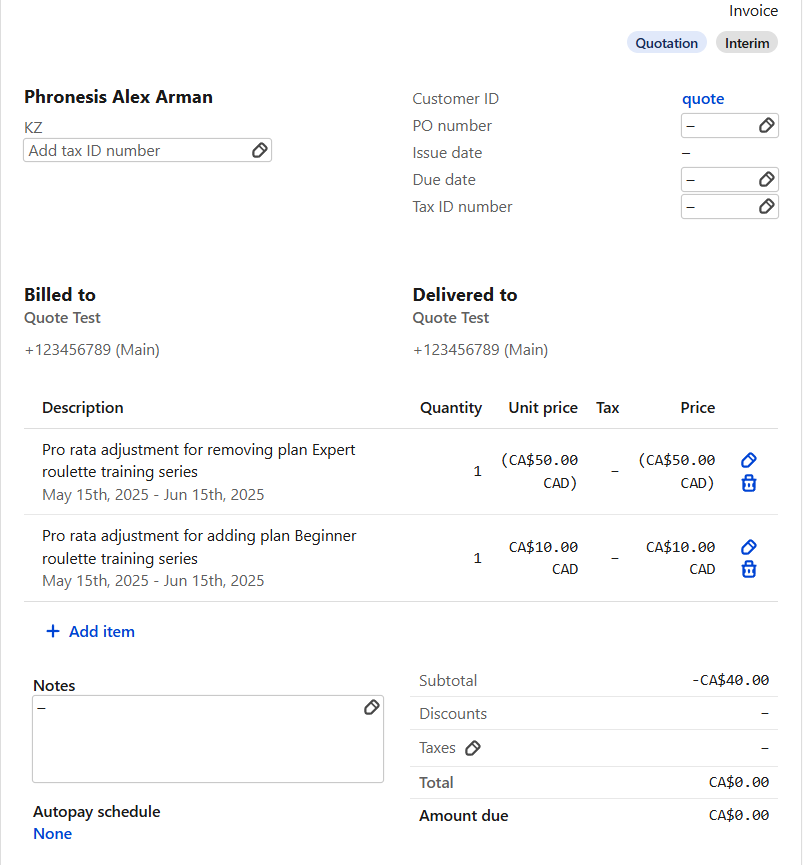 Invoice
Quotation Interim
Phronesis Alex Arman
KZ
Add tax ID number
Customer ID quote
PO number –
Issue date –
Due date –
Tax ID number –
Billed to
Quote Test
+123456789 (Main)
Delivered to
Quote Test
+123456789 (Main)
Description Quantity Unit price Tax Price
Pro rata adjustment for removing plan Expert
roulette training series
May 15th, 2025 - Jun 15th, 2025
1 (CA$50.00 CAD) – (CA$50.00 CAD)
Pro rata adjustment for adding plan Beginner
roulette training series
May 15th, 2025 - Jun 15th, 2025
1 CA$10.00 CAD – CA$10.00 CAD
+ Add item
Notes
–
Autopay schedule
None
Subtotal -CA$40.00
Discounts –
Taxes –
Total CA$0.00
Amount due CA$0.00